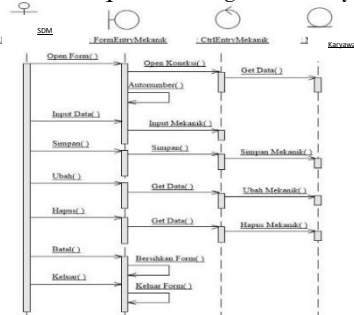 SDM
: FormEntryMekanik
: CtrlEntryMekanik
Karyawa
Open Form( )
Open Koneksi( )
Get Data( )
Autonumber( )
Input Data( )
Input Mekanik( )
Simpan( )
Simpan( )
Simpan Mekanik( )
Ubah( )
Get Data( )
Ubah Mekanik( )
Hapus( )
Get Data( )
Hapus Mekanik( )
Batal( )
Bersihkan Form( )
Keluar( )
Keluar Form( )